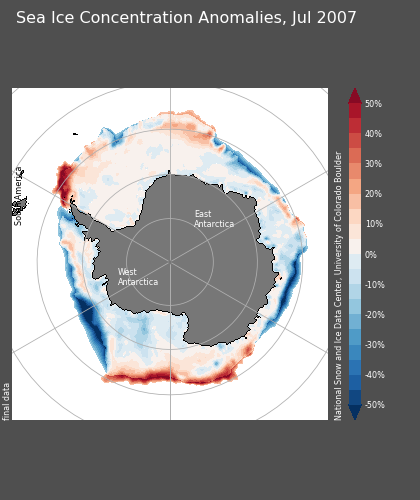 Sea Ice Concentration Anomalies, Jul 2007
South America
East
Antarctica
West
Antarctica
final data
National Snow and Ice Data Center, University of Colorado Boulder
50%
40%
30%
20%
10%
0%
-10%
-20%
-30%
-40%
-50%